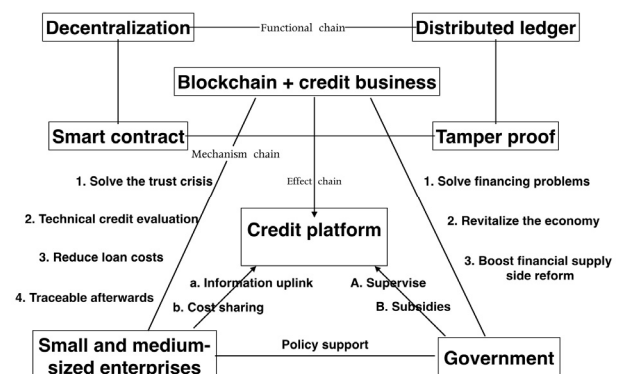 Decentralization
Functional chain
Distributed ledger
Blockchain + credit business
Smart contract
Tamper proof
Mechanism chain
1. Solve the trust crisis
Effect chain
1. Solve financing problems
2. Technical credit evaluation
Credit platform
2. Revitalize the economy
3. Reduce loan costs
3. Boost financial supply
side reform
4. Traceable afterwards
a. Information uplink
A. Supervise
b. Cost sharing
B. Subsidies
Small and medium-
sized enterprises
Policy support
Government